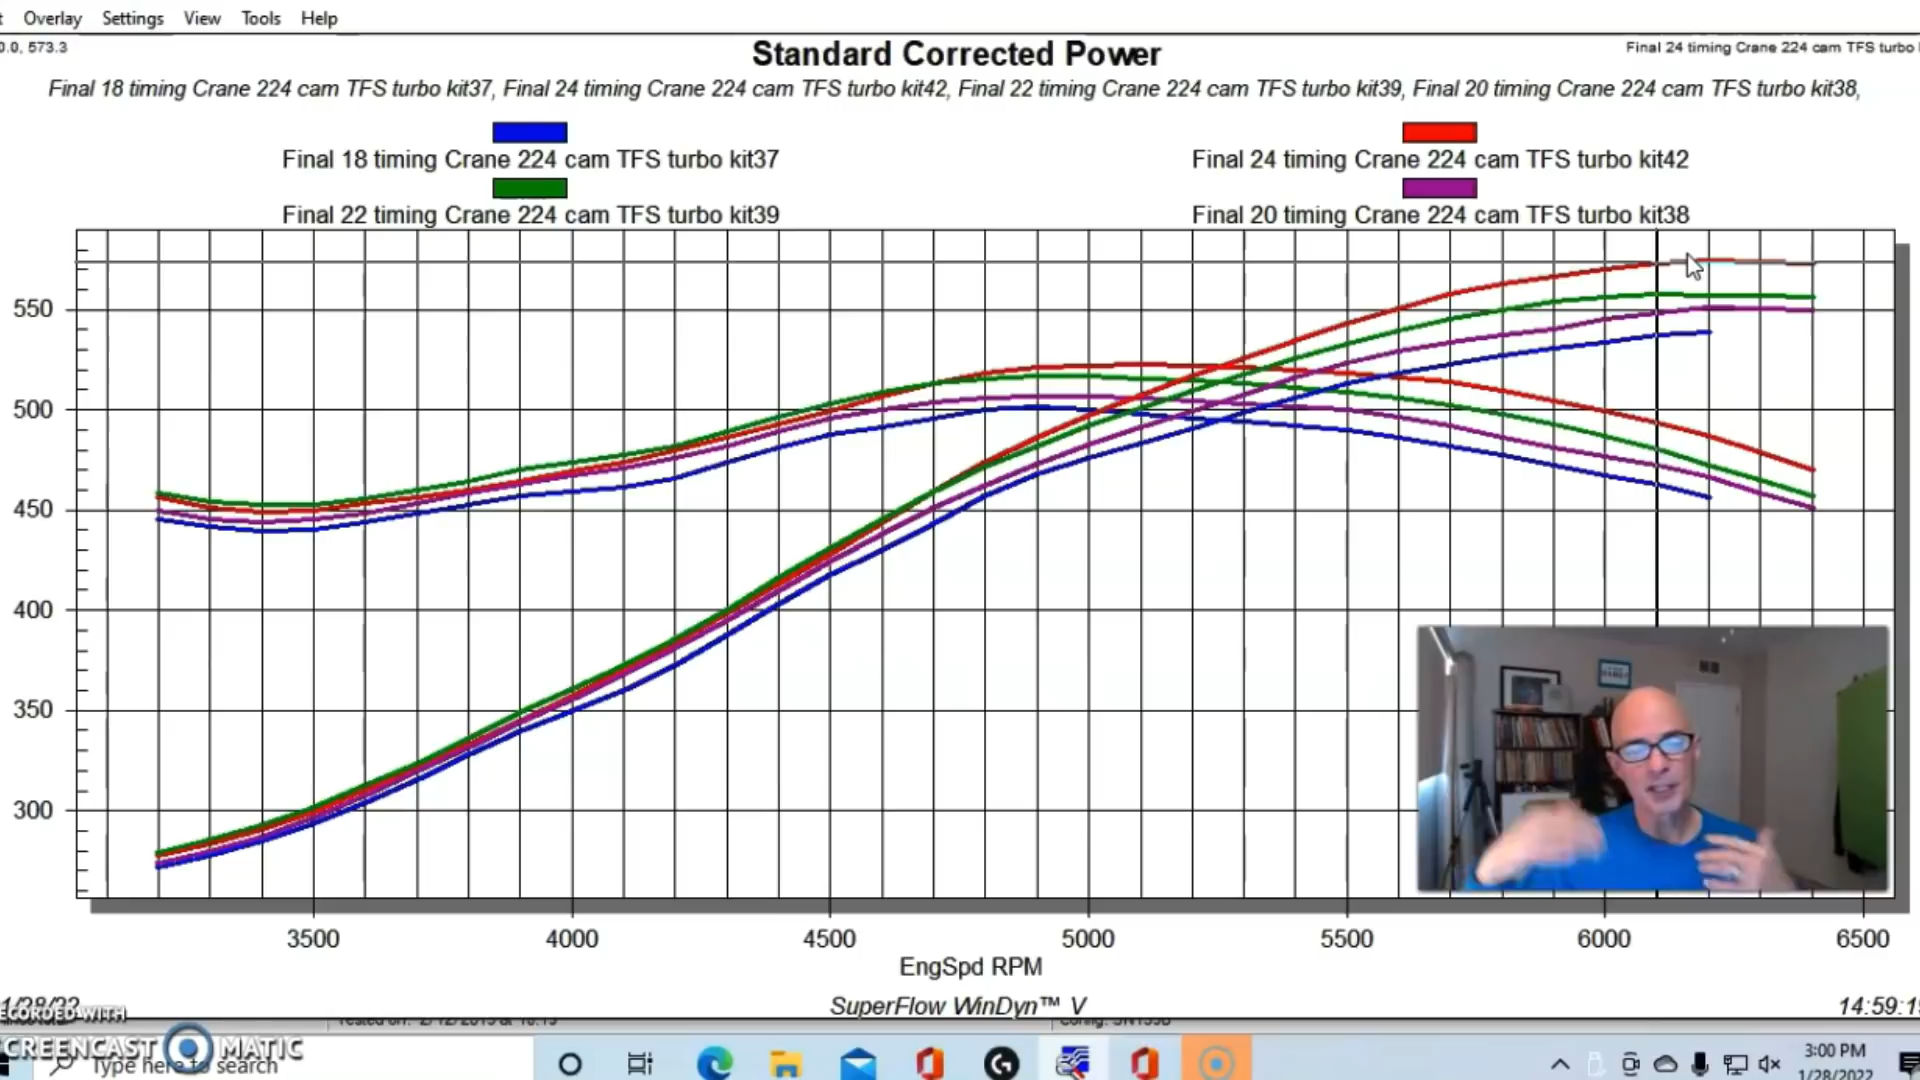 Overlay Settings View Tools Help
0.0, 573.3
Final 24 timing Crane 224 cam TFS turbo
Standard Corrected Power
Final 18 timing Crane 224 cam TFS turbo kit37, Final 24 timing Crane 224 cam TFS turbo kit42, Final 22 timing Crane 224 cam TFS turbo kit39, Final 20 timing Crane 224 cam TFS turbo kit38,
Final 18 timing Crane 224 cam TFS turbo kit37
Final 24 timing Crane 224 cam TFS turbo kit42
Final 22 timing Crane 224 cam TFS turbo kit39
Final 20 timing Crane 224 cam TFS turbo kit38
550
500
450
400
350
300
3500 4000 4500 5000 5500 6000 6500
EngSpd RPM
SuperFlow WinDyn™ V
14:59:1
RECORDED WITH
SCREENCAST MATIC
Type here to search
3:00 PM
1/28/2022